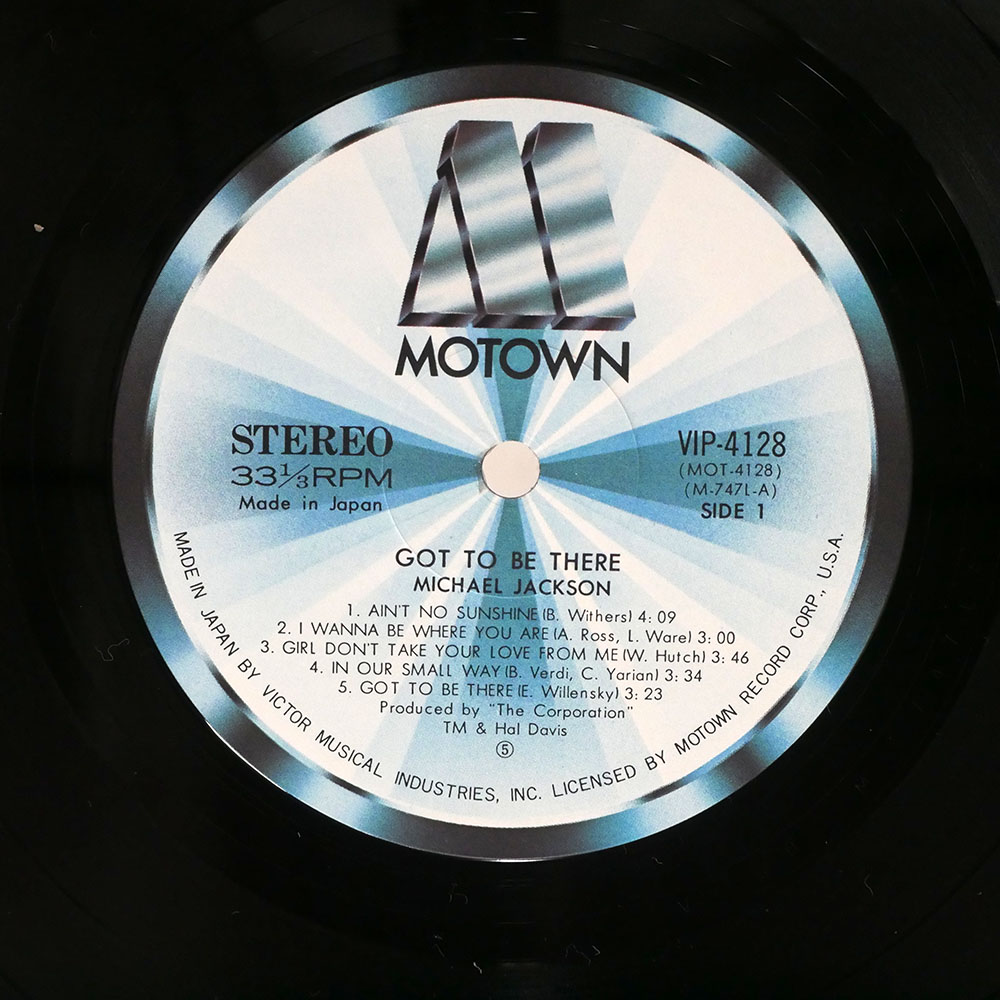 MOTOWN
STEREO
33⅓RPM
Made in Japan
VIP-4128
(MOT-4128)
(M-747L-A)
SIDE 1
GOT TO BE THERE
MICHAEL JACKSON
1. AIN'T NO SUNSHINE (B. Withers) 4: 09
2. I WANNA BE WHERE YOU ARE (A. Ross, L. Ware) 3: 00
3. GIRL DON'T TAKE YOUR LOVE FROM ME (W. Hutch) 3: 46
4. IN OUR SMALL WAY (B. Verdi, C. Yarian) 3: 34
5. GOT TO BE THERE (E. Willensky) 3: 23
Produced by "The Corporation"
TM & Hal Davis
⑤
MADE IN JAPAN BY VICTOR MUSICAL INDUSTRIES, INC. LICENSED BY MOTOWN RECORD CORP., U.S.A.